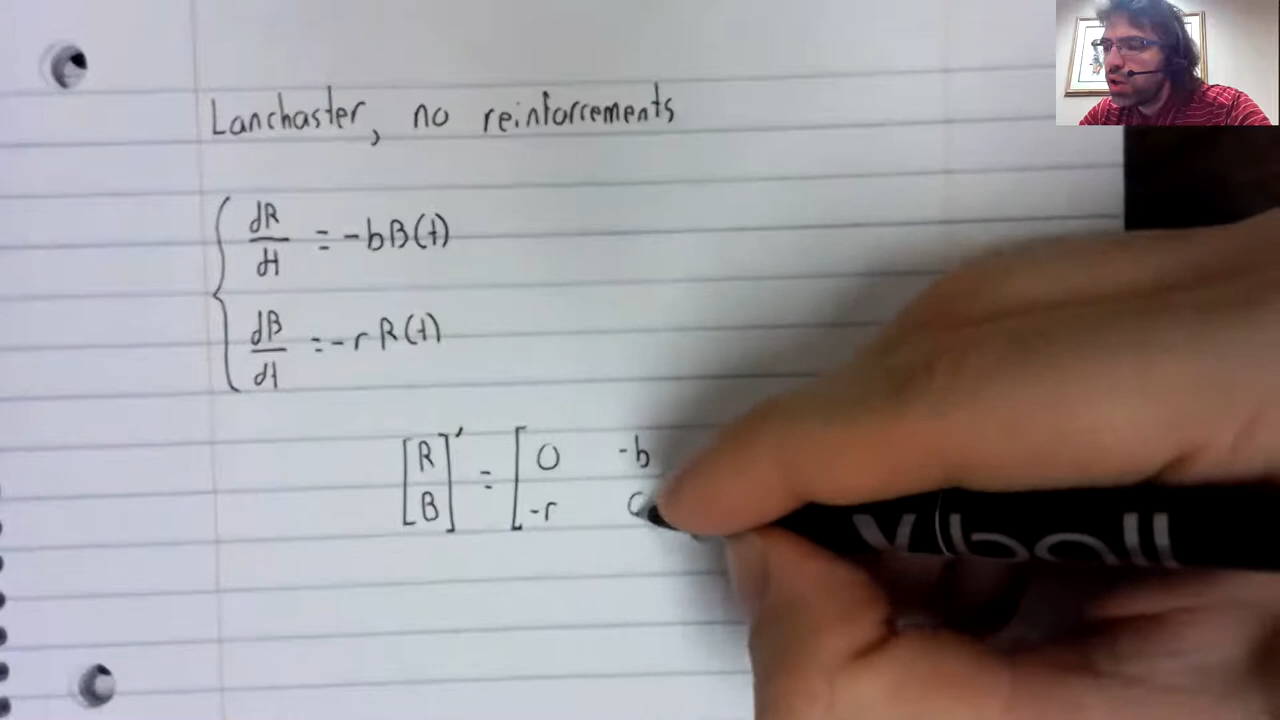 Lanchaster, no reinforcements
dR/dt = -bB(t)
dB/dt = -rR(t)
[R B]' = [0 -b
-r 0